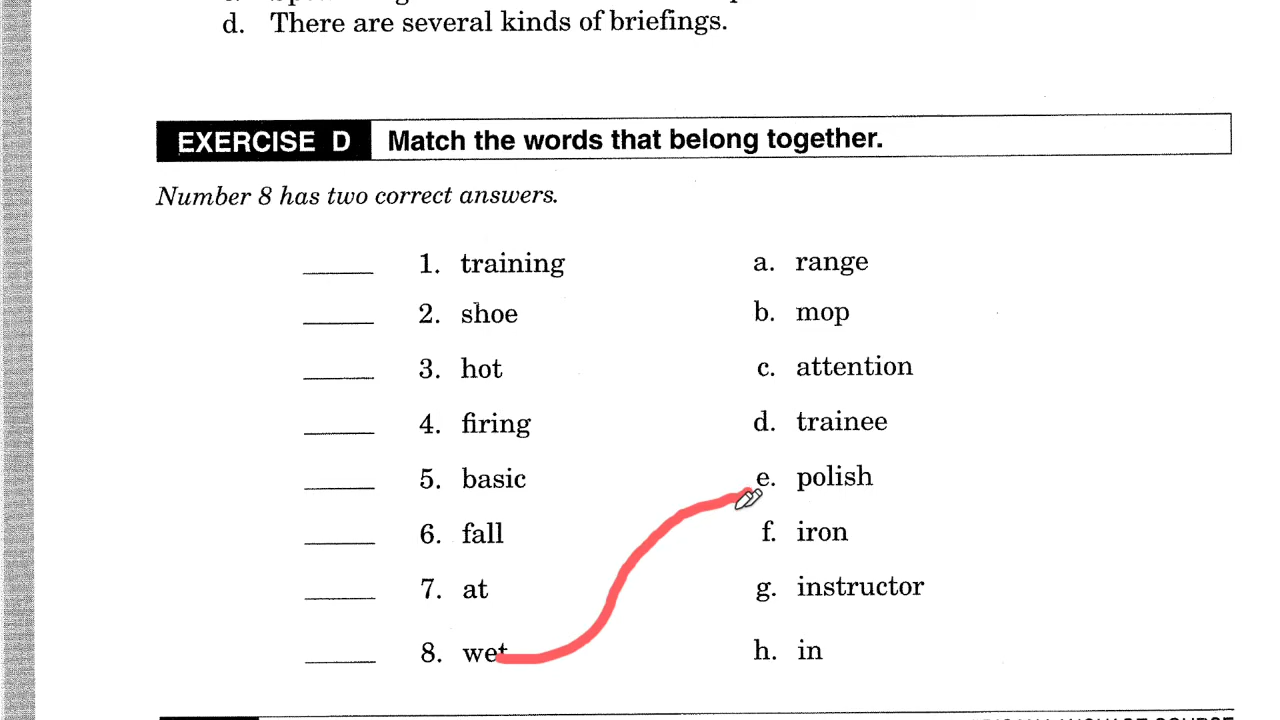 d. There are several kinds of briefings.
EXERCISE D Match the words that belong together.
Number 8 has two correct answers.
1. training a. range
2. shoe b. mop
3. hot c. attention
4. firing d. trainee
5. basic e. polish
6. fall f. iron
7. at g. instructor
8. wet h. in